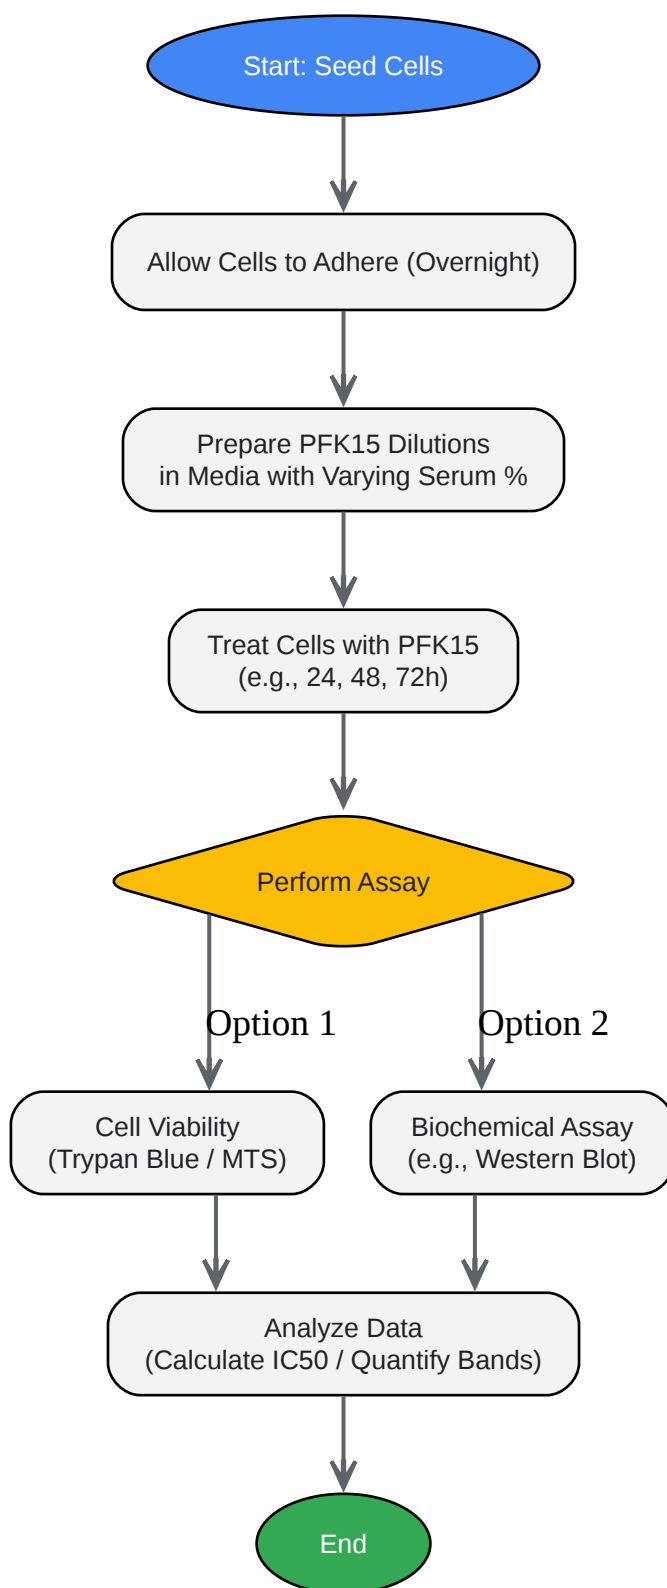 Start: Seed Cells
Allow Cells to Adhere (Overnight)
Prepare PFK15 Dilutions
in Media with Varying Serum %
Treat Cells with PFK15
(e.g., 24, 48, 72h)
Perform Assay
Option 1
Option 2
Cell Viability
(Trypan Blue / MTS)
Biochemical Assay
(e.g., Western Blot)
Analyze Data
(Calculate IC50 / Quantify Bands)
End